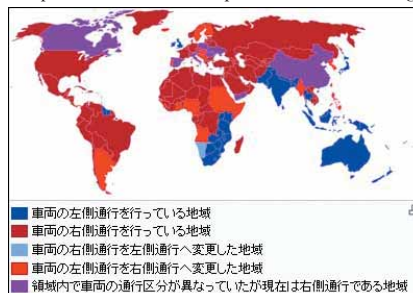 車両の左側通行を行っている地域
車両の右側通行を行っている地域
車両の右側通行を左側通行へ変更した地域
車両の左側通行を右側通行へ変更した地域
領域内で車両の通行区分が異なっていたが現在は右側通行である地域